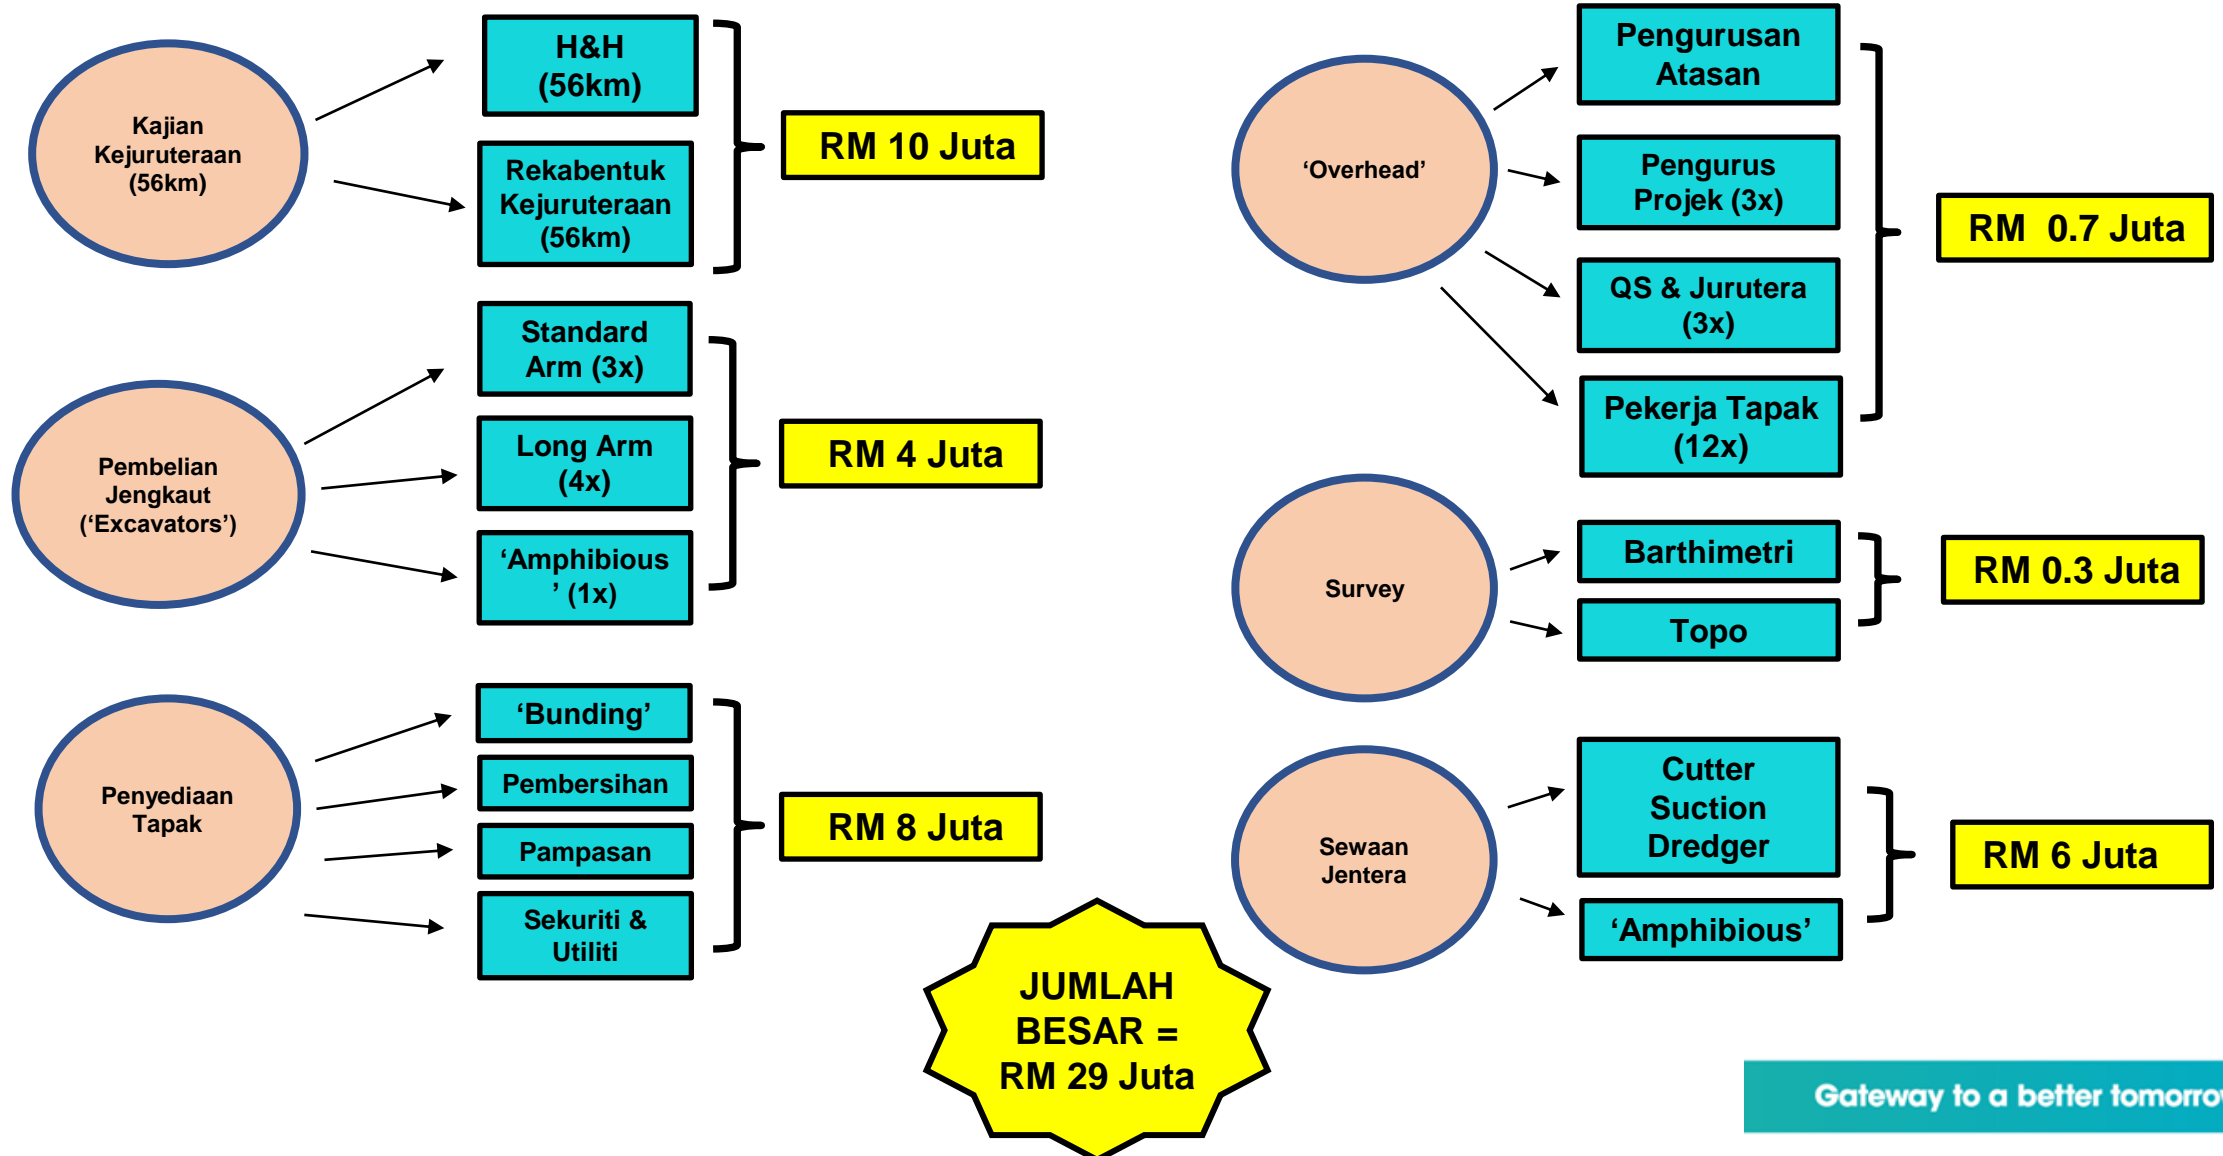 Kajian
Kejuruteraan
(56km)
H&H
(56km)
Rekabentuk
Kejuruteraan
(56km)
RM 10 Juta
Pembelian
Jengkaut
(‘Excavators’)
Standard
Arm (3x)
Long Arm
(4x)
‘Amphibious
’ (1x)
RM 4 Juta
Penyediaan
Tapak
‘Bunding’
Pembersihan
Pampasan
Sekuriti &
Utiliti
RM 8 Juta
‘Overhead’
Pengurusan
Atasan
Pengurus
Projek (3x)
QS & Jurutera
(3x)
Pekerja Tapak
(12x)
RM 0.7 Juta
Survey
Barthimetri
Topo
RM 0.3 Juta
Sewaan
Jentera
Cutter
Suction
Dredger
‘Amphibious’
RM 6 Juta
JUMLAH
BESAR =
RM 29 Juta
Gateway to a better tomorrow